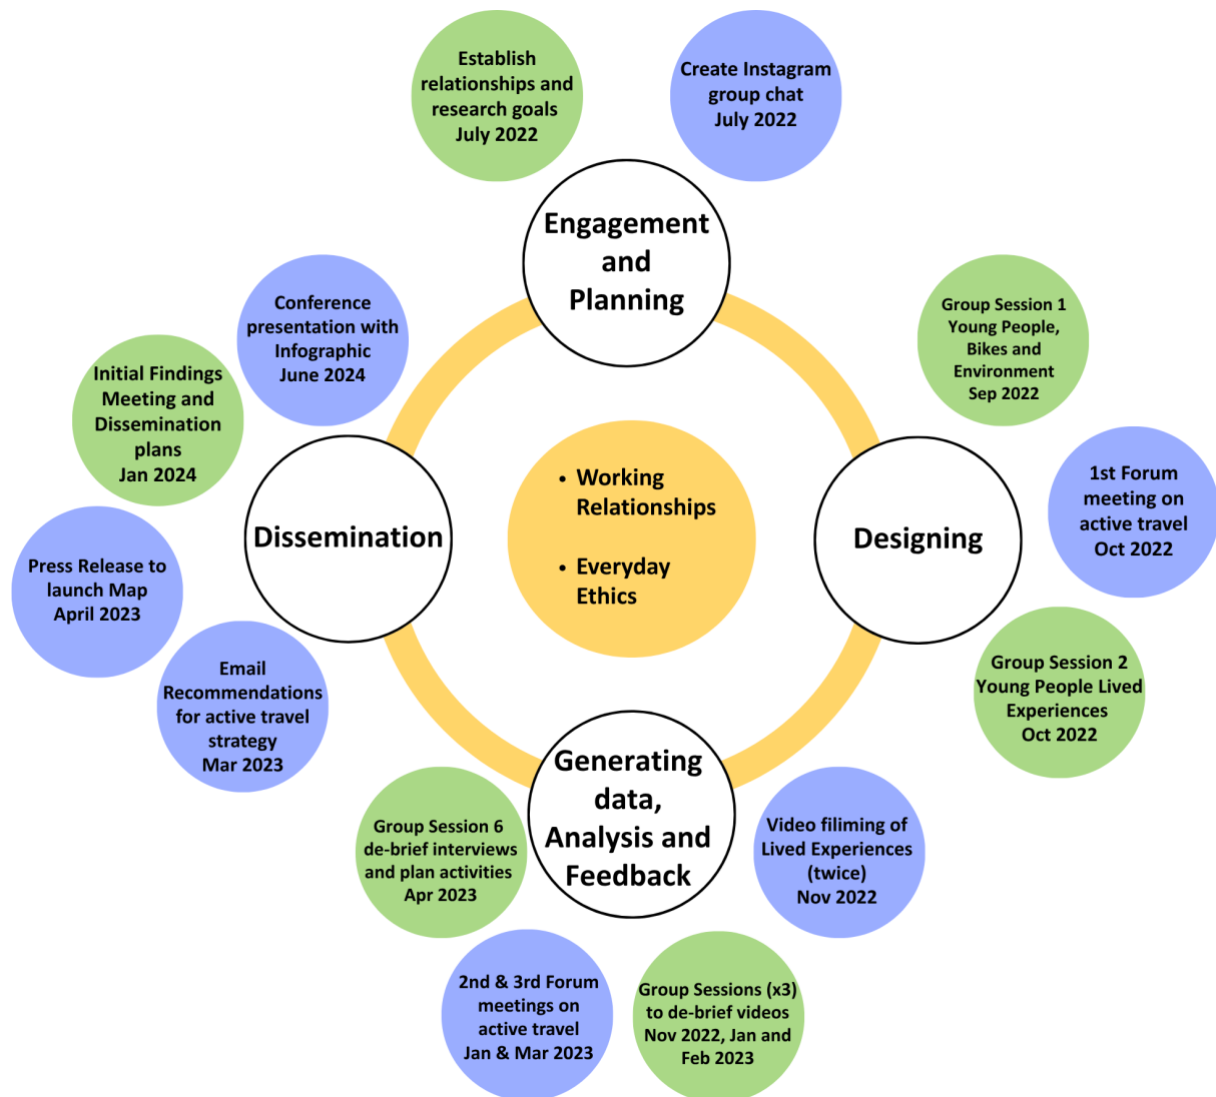 Establish
relationships and
research goals
July 2022
Create Instagram
group chat
July 2022
Engagement
and
Planning
Group Session 1
Young People,
Bikes and
Environment
Sep 2022
1st Forum
meeting on
active travel
Oct 2022
Designing
Group Session 2
Young People Lived
Experiences
Oct 2022
• Working
Relationships
• Everyday
Ethics
Video filiming of
Lived Experiences
(twice)
Nov 2022
Generating
data,
Analysis and
Feedback
Group Sessions (x3)
to de-brief videos
Nov 2022, Jan and
Feb 2023
2nd & 3rd Forum
meetings on
active travel
Jan & Mar 2023
Group Session 6
de-brief interviews
and plan activities
Apr 2023
Email
Recommendations
for active travel
strategy
Mar 2023
Press Release to
launch Map
April 2023
Dissemination
Initial Findings
Meeting and
Dissemination
plans
Jan 2024
Conference
presentation with
Infographic
June 2024